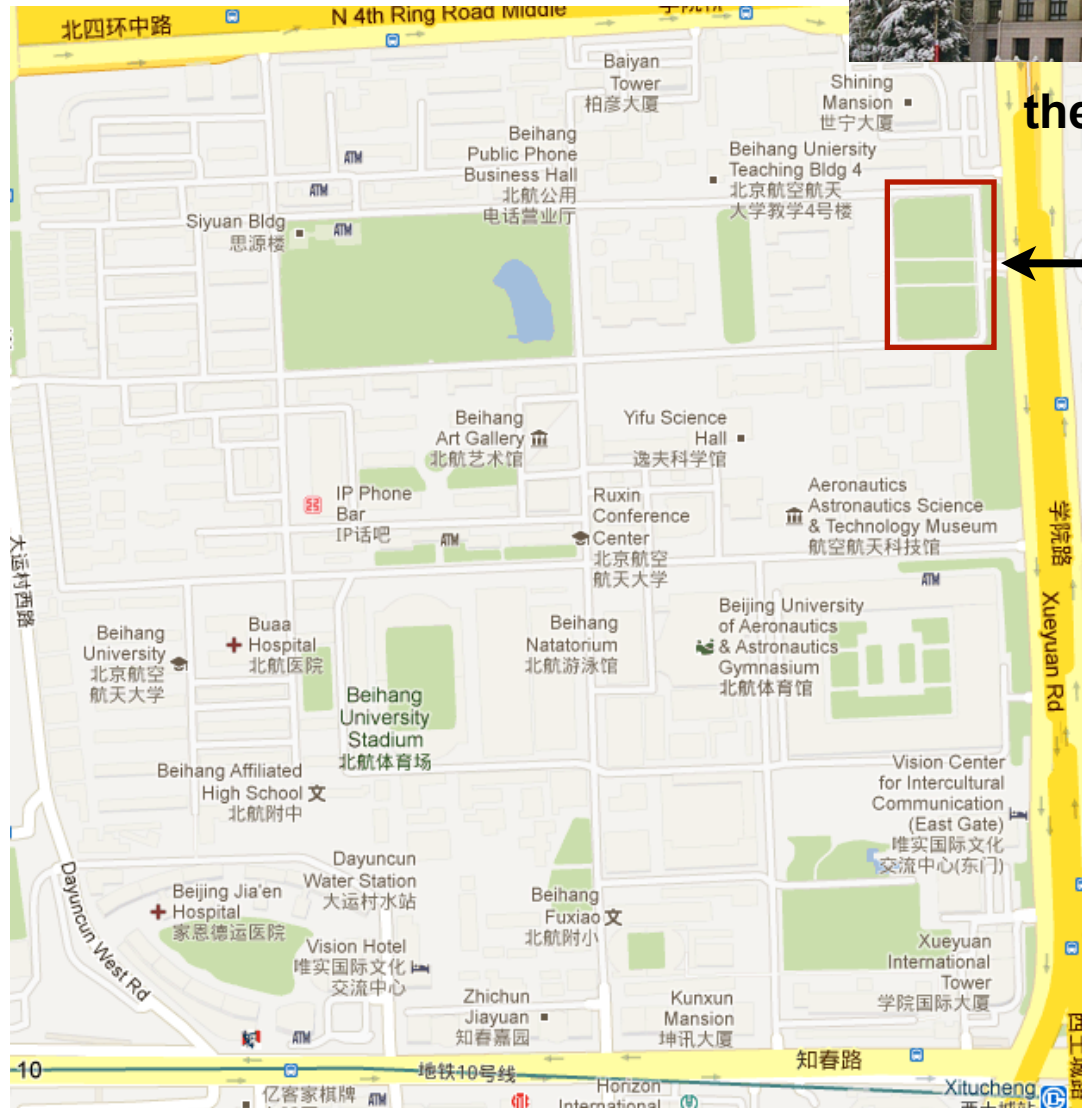 北四环中路
N 4th Ring Road Middle
Baiyan
Tower
柏彦大厦
Shining
Mansion
世宁大厦
the
Beihang
Public Phone
Business Hall
北航公用
电话营业厅
Beihang Uniersity
Teaching Bldg 4
北京航空航天
大学教学4号楼
ATM
ATM
Siyuan Bldg
思源楼
ATM
Beihang
Art Gallery
北航艺术馆
Yifu Science
Hall
逸夫科学馆
IP Phone
Bar
IP话吧
Ruxin
Conference
Center
北京航空
航天大学
Aeronautics
Astronautics Science
& Technology Museum
航空航天科技馆
ATM
ATM
学院路
Xueyuan Rd
大运村西路
Beihang
University
北京航空
航天大学
Buaa
Hospital
北航医院
Beihang
Natatorium
北航游泳馆
Beijing University
of Aeronautics
& Astronautics
Gymnasium
北航体育馆
Beihang
University
Stadium
北航体育场
Beihang Affiliated
High School 文
北航附中
Vision Center
for Intercultural
Communication
(East Gate)
唯实国际文化
交流中心(东门)
Dayuncun
Water Station
大运村水站
Dayuncun West Rd
Beijing Jia'en
Hospital
家恩德运医院
Beihang
Fuxiao 文
北航附小
Vision Hotel
唯实国际文化
交流中心
Xueyuan
International
Tower
学院国际大厦
Zhichun
Jiayuan
知春嘉园
Kunxun
Mansion
坤讯大厦
ATM
10
地铁10号线
知春路
亿客家棋牌
ATM
Horizon
International
Xitucheng